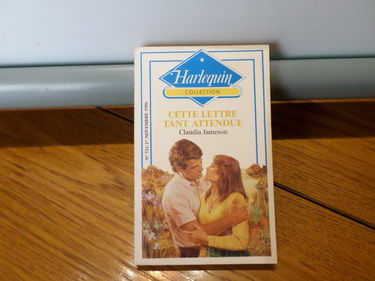 Harlequin
COLLECTION
CETTE LETTRE
TANT ATTENDUE
Claudia Jameson